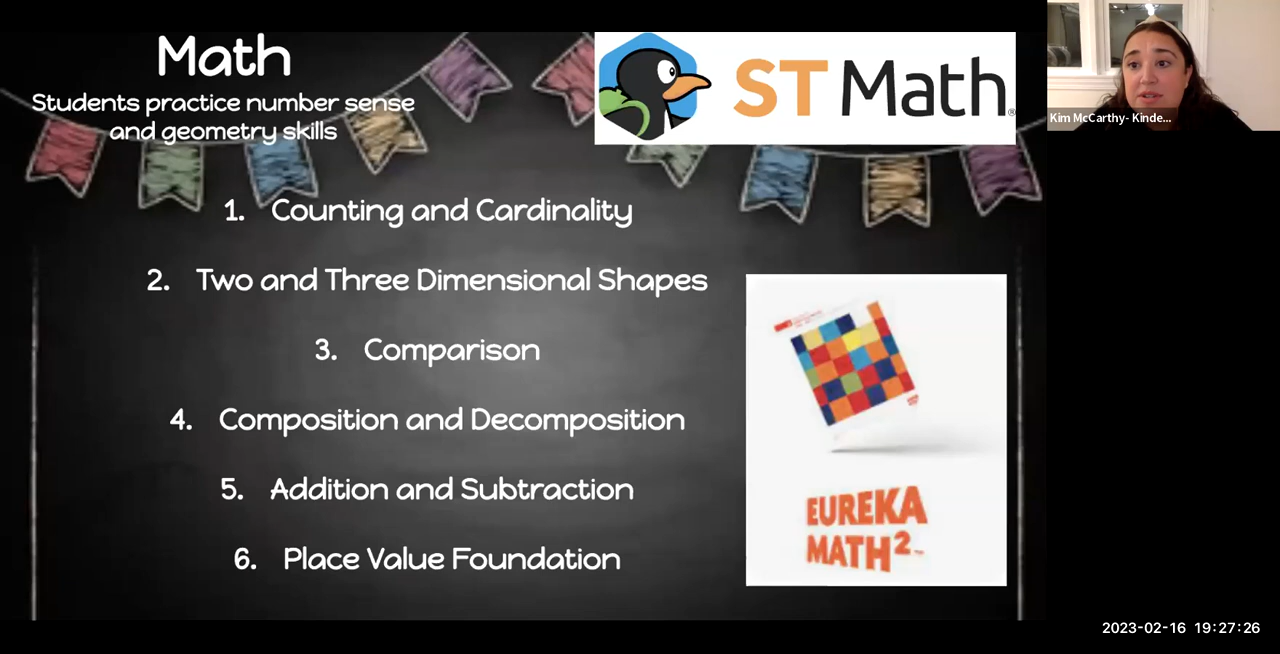 Math
Students practice number sense
and geometry skills
ST Math®
1. Counting and Cardinality
2. Two and Three Dimensional Shapes
3. Comparison
4. Composition and Decomposition
5. Addition and Subtraction
6. Place Value Foundation
EUREKA
MATH²™
Kim McCarthy- Kinde...
2023-02-16 19:27:26